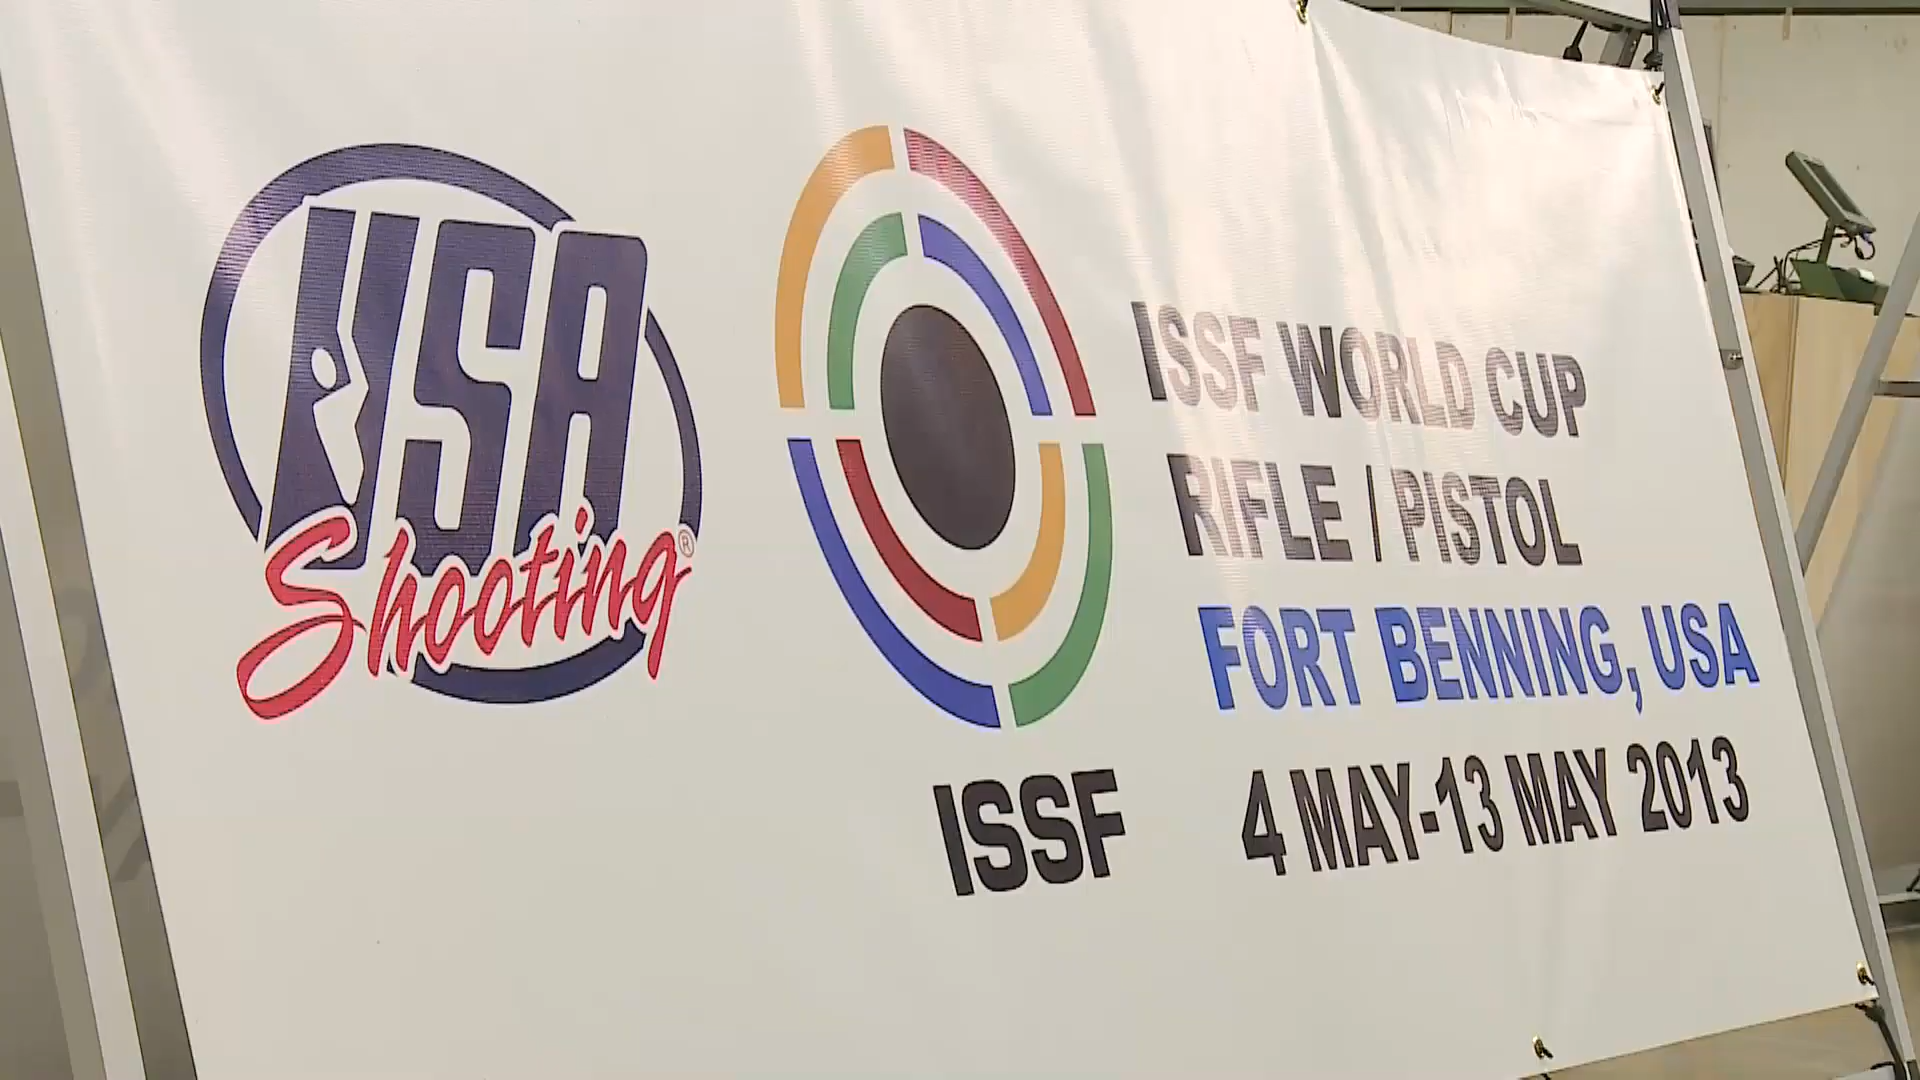 USA
Shooting®
ISSF
ISSF WORLD CUP
RIFLE / PISTOL
FORT BENNING, USA
4 MAY-13 MAY 2013